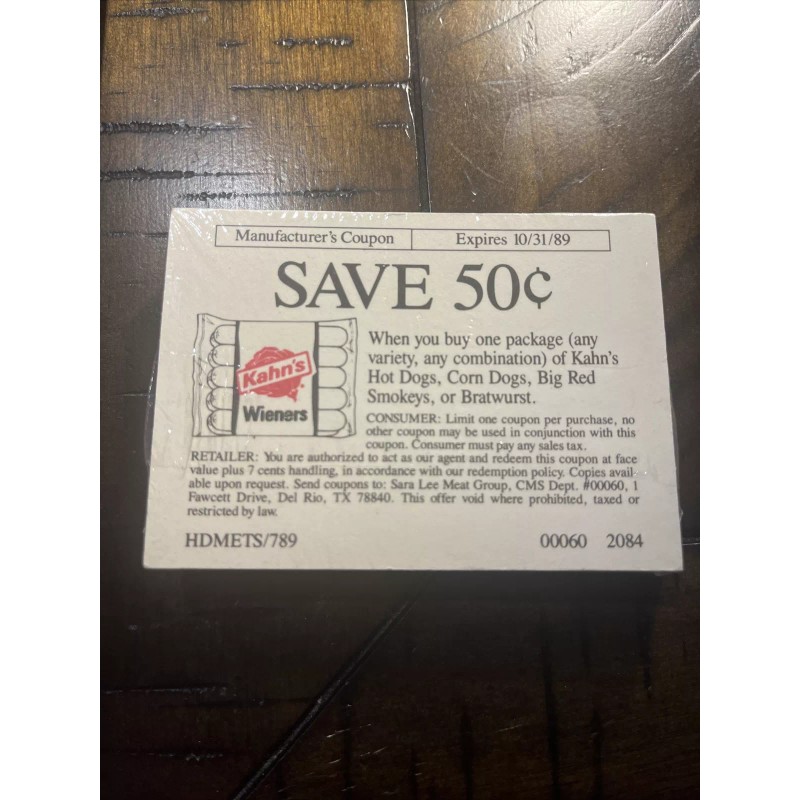 Manufacturer's Coupon Expires 10/31/89
SAVE 50¢
Kahn's
Wieners
When you buy one package (any
variety, any combination) of Kahn's
Hot Dogs, Corn Dogs, Big Red
Smokeys, or Bratwurst.
CONSUMER: Limit one coupon per purchase, no
other coupon may be used in conjunction with this
coupon. Consumer must pay any sales tax.
RETAILER: You are authorized to act as our agent and redeem this coupon at face
value plus 7 cents handling, in accordance with our redemption policy. Copies avail-
able upon request. Send coupons to: Sara Lee Meat Group, CMS Dept. #00060, 1
Fawcett Drive, Del Rio, TX 78840. This offer void where prohibited, taxed or
restricted by law.
HDMETS/789 00060 2084